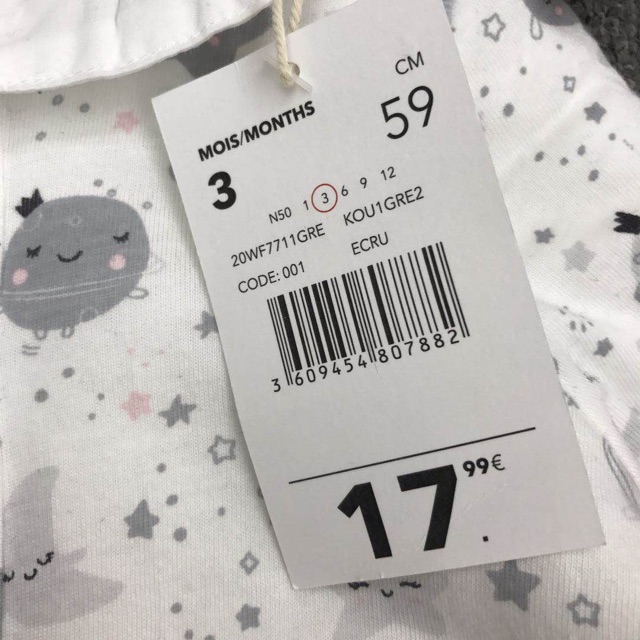 MOIS/MONTHS
CM
3
59
N50 1 3 6 9 12
20WF7711GRE KOU1GRE2
CODE: 001 ECRU
3 609454 807882
17.99€